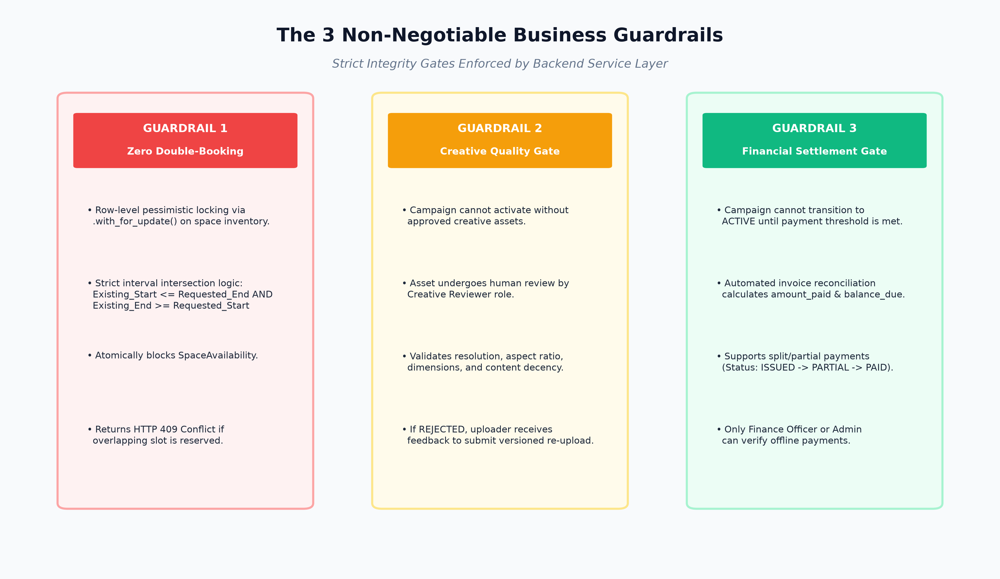 The 3 Non-Negotiable Business Guardrails
Strict Integrity Gates Enforced by Backend Service Layer
GUARDRAIL 1
Zero Double-Booking
• Row-level pessimistic locking via
.with_for_update() on space inventory.
• Strict interval intersection logic:
Existing_Start <= Requested_End AND
Existing_End >= Requested_Start
• Atomically blocks SpaceAvailability.
• Returns HTTP 409 Conflict if
overlapping slot is reserved.
GUARDRAIL 2
Creative Quality Gate
• Campaign cannot activate without
approved creative assets.
• Asset undergoes human review by
Creative Reviewer role.
• Validates resolution, aspect ratio,
dimensions, and content decency.
• If REJECTED, uploader receives
feedback to submit versioned re-upload.
GUARDRAIL 3
Financial Settlement Gate
• Campaign cannot transition to
ACTIVE until payment threshold is met.
• Automated invoice reconciliation
calculates amount_paid & balance_due.
• Supports split/partial payments
(Status: ISSUED -> PARTIAL -> PAID).
• Only Finance Officer or Admin
can verify offline payments.